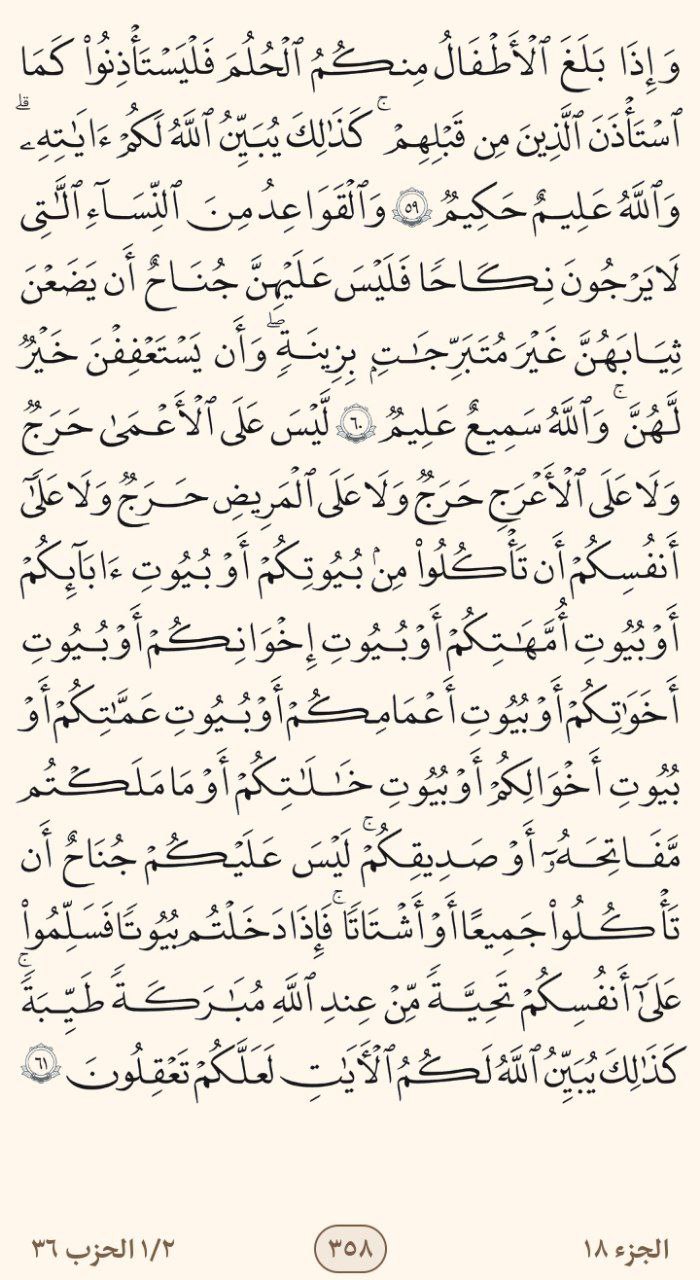 وَإِذَا بَلَغَ ٱلْأَطْفَـٰلُ مِنكُمُ ٱلْحُلُمَ فَلْيَسْتَـْٔذِنُوا۟ كَمَا
ٱسْتَـْٔذَنَ ٱلَّذِينَ مِن قَبْلِهِمْ ۚ كَذَٰلِكَ يُبَيِّنُ ٱللَّهُ لَكُمْ ءَايَـٰتِهِۦ ۗ
وَٱللَّهُ عَلِيمٌ حَكِيمٌ ٥٩ وَٱلْقَوَٰعِدُ مِنَ ٱلنِّسَآءِ ٱلَّـٰتِى
لَا يَرْجُونَ نِكَاحًا فَلَيْسَ عَلَيْهِنَّ جُنَاحٌ أَن يَضَعْنَ
ثِيَابَهُنَّ غَيْرَ مُتَبَرِّجَـٰتٍۭ بِزِينَةٍ ۖ وَأَن يَسْتَعْفِفْنَ خَيْرٌ
لَّهُنَّ ۚ وَٱللَّهُ سَمِيعٌ عَلِيمٌ ٦٠ لَّيْسَ عَلَى ٱلْأَعْمَىٰ حَرَجٌ
وَلَا عَلَى ٱلْأَعْرَجِ حَرَجٌ وَلَا عَلَى ٱلْمَرِيضِ حَرَجٌ وَلَا عَلَىٰٓ
أَنفُسِكُمْ أَن تَأْكُلُوا۟ مِنۢ بُيُوتِكُمْ أَوْ بُيُوتِ ءَابَآئِكُمْ
أَوْ بُيُوتِ أُمَّهَـٰتِكُمْ أَوْ بُيُوتِ إِخْوَٰنِكُمْ أَوْ بُيُوتِ
أَخَوَٰتِكُمْ أَوْ بُيُوتِ أَعْمَـٰمِكُمْ أَوْ بُيُوتِ عَمَّـٰتِكُمْ أَوْ
بُيُوتِ أَخْوَٰلِكُمْ أَوْ بُيُوتِ خَـٰلَـٰتِكُمْ أَوْ مَا مَلَكْتُم
مَّفَاتِحَهُۥٓ أَوْ صَدِيقِكُمْ ۚ لَيْسَ عَلَيْكُمْ جُنَاحٌ أَن
تَأْكُلُوا۟ جَمِيعًا أَوْ أَشْتَاتًا ۚ فَإِذَا دَخَلْتُم بُيُوتًا فَسَلِّمُوا۟
عَلَىٰٓ أَنفُسِكُمْ تَحِيَّةً مِّنْ عِندِ ٱللَّهِ مُبَـٰرَكَةً طَيِّبَةً ۚ
كَذَٰلِكَ يُبَيِّنُ ٱللَّهُ لَكُمُ ٱلْـَٔايَـٰتِ لَعَلَّكُمْ تَعْقِلُونَ ٦١
الجزء ١٨
٣٥٨
١/٢ الحزب ٣٦